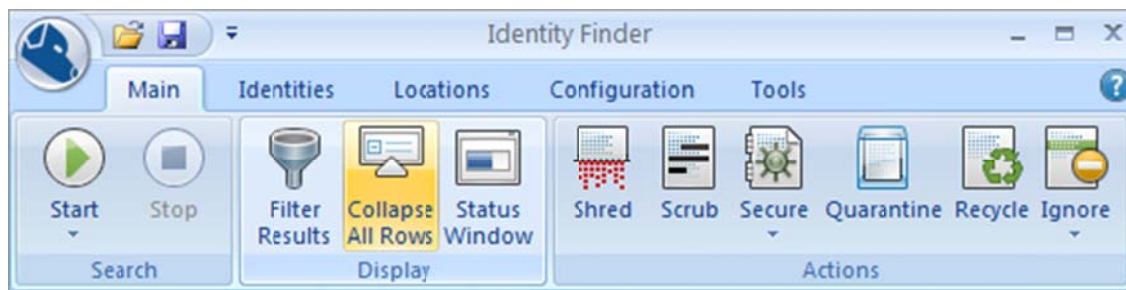 Identity Finder
Main Identities Locations Configuration Tools
Start Stop Filter Results Collapse All Rows Status Window Shred Scrub Secure Quarantine Recycle Ignore
Search Display Actions